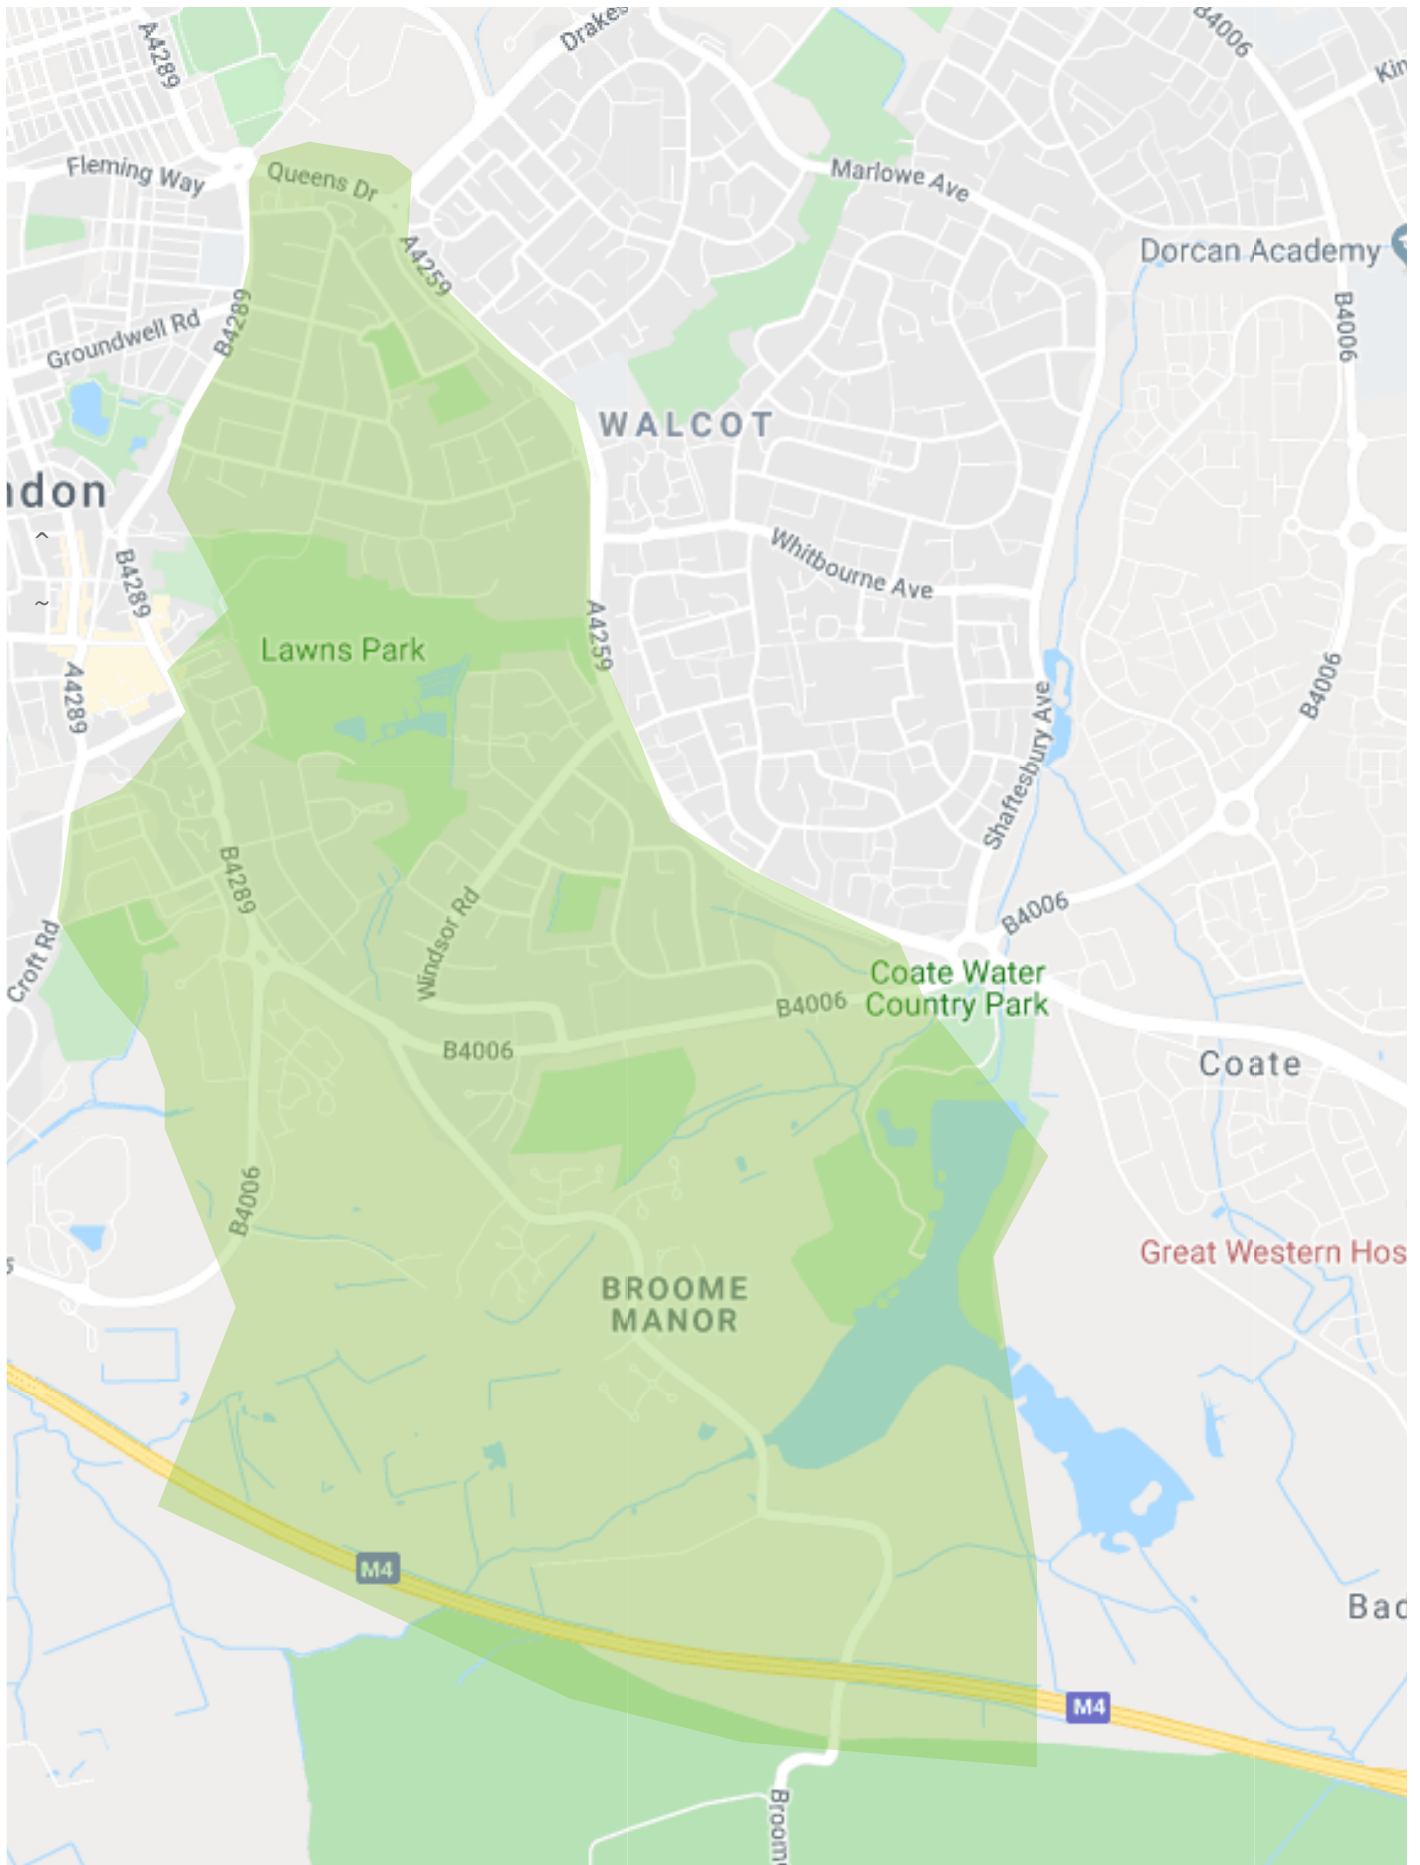 A4289
Drakes
B4006
Kin
Fleming Way
Queens Dr
Marlowe Ave
A4259
Dorcan Academy
B4289
Groundwell Rd
B4006
WALCOT
ndon
^
B4289
Whitbourne Ave
~
A4259
Lawns Park
A4289
B4006
Shaftesbury Ave
B4289
Windsor Rd
B4006
Croft Rd
Coate Water
Country Park
B4006
B4006
Coate
B4006
Great Western Hos
BROOME
MANOR
M4
Bad
M4
Broom